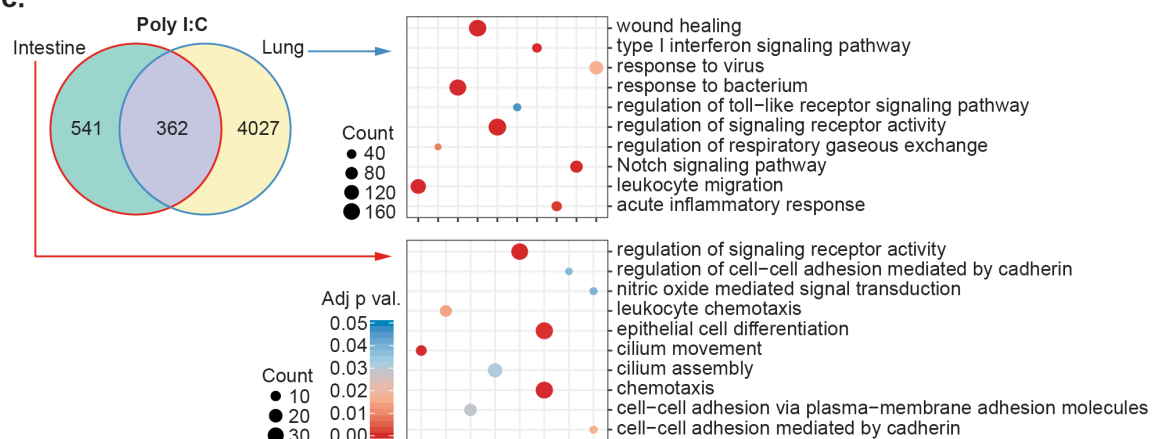 c.
Poly I:C
Intestine
Lung
541
362
4027
Count
40
80
120
160
wound healing
type I interferon signaling pathway
response to virus
response to bacterium
regulation of toll−like receptor signaling pathway
regulation of signaling receptor activity
regulation of respiratory gaseous exchange
Notch signaling pathway
leukocyte migration
acute inflammatory response
Adj p val.
0.05
0.04
0.03
0.02
0.01
0.00
Count
10
20
30
regulation of signaling receptor activity
regulation of cell−cell adhesion mediated by cadherin
nitric oxide mediated signal transduction
leukocyte chemotaxis
epithelial cell differentiation
cilium movement
cilium assembly
chemotaxis
cell−cell adhesion via plasma−membrane adhesion molecules
cell−cell adhesion mediated by cadherin